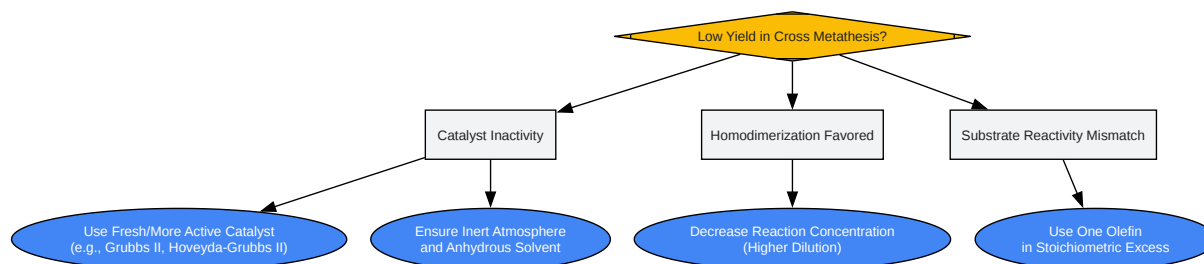 Low Yield in Cross Metathesis?
Catalyst Inactivity
Homodimerization Favored
Substrate Reactivity Mismatch
Use Fresh/More Active Catalyst
(e.g., Grubbs II, Hoveyda-Grubbs II)
Ensure Inert Atmosphere
and Anhydrous Solvent
Decrease Reaction Concentration
(Higher Dilution)
Use One Olefin
in Stoichiometric Excess